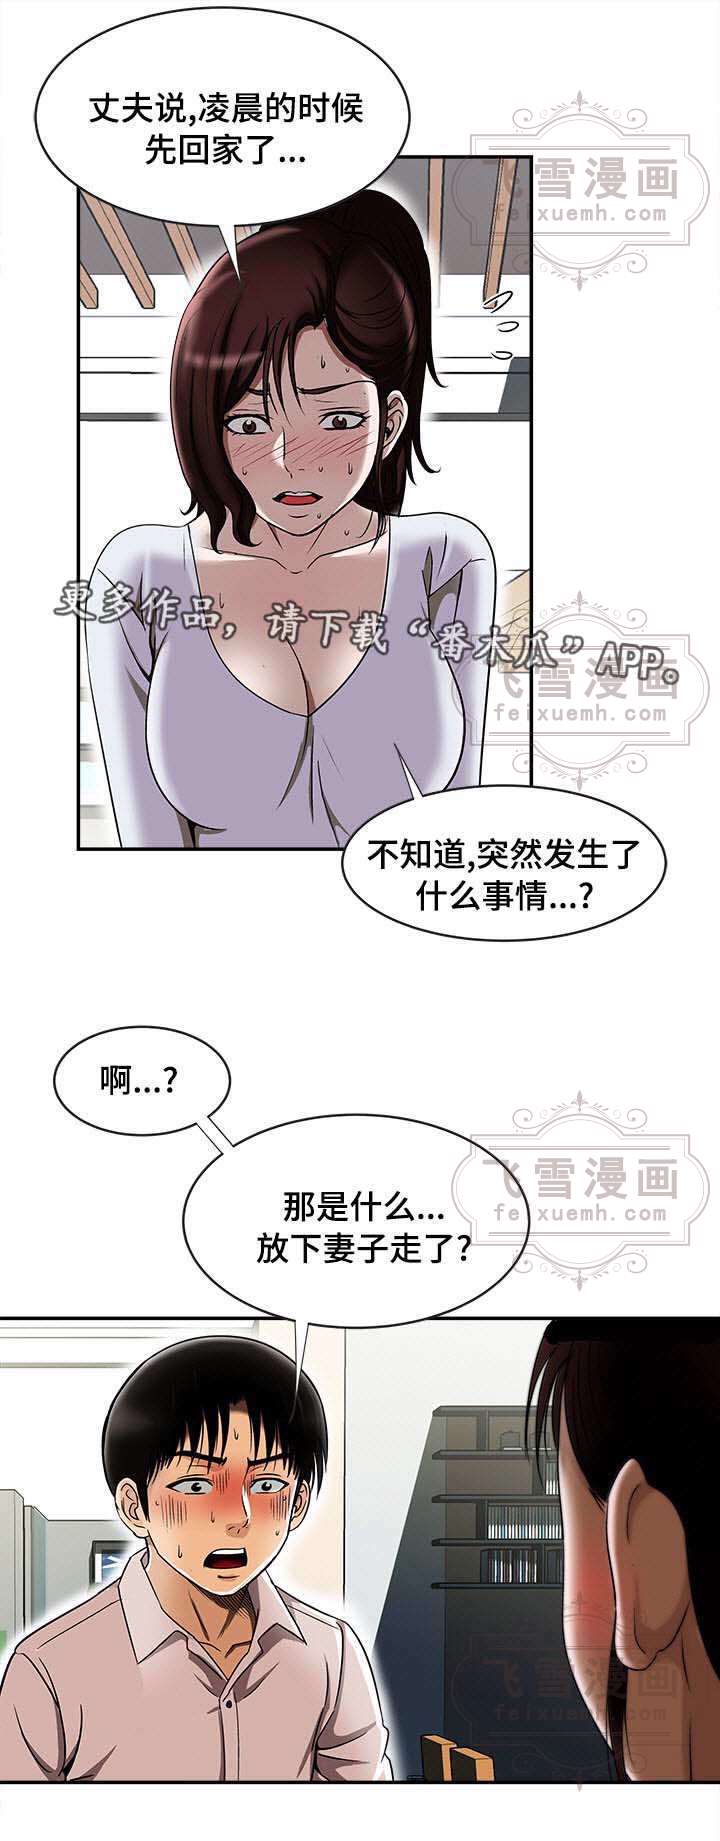 丈夫说,凌晨的时候
先回家了...
飞雪漫画
feixuemh.com
更多作品，请下载“番木瓜”APP。
飞雪漫画
feixuemh.com
不知道,突然发生了
什么事情...?
啊...?
那是什么...
放下妻子走了?
飞雪漫画
feixuemh.com
飞雪漫画
feixuemh.com